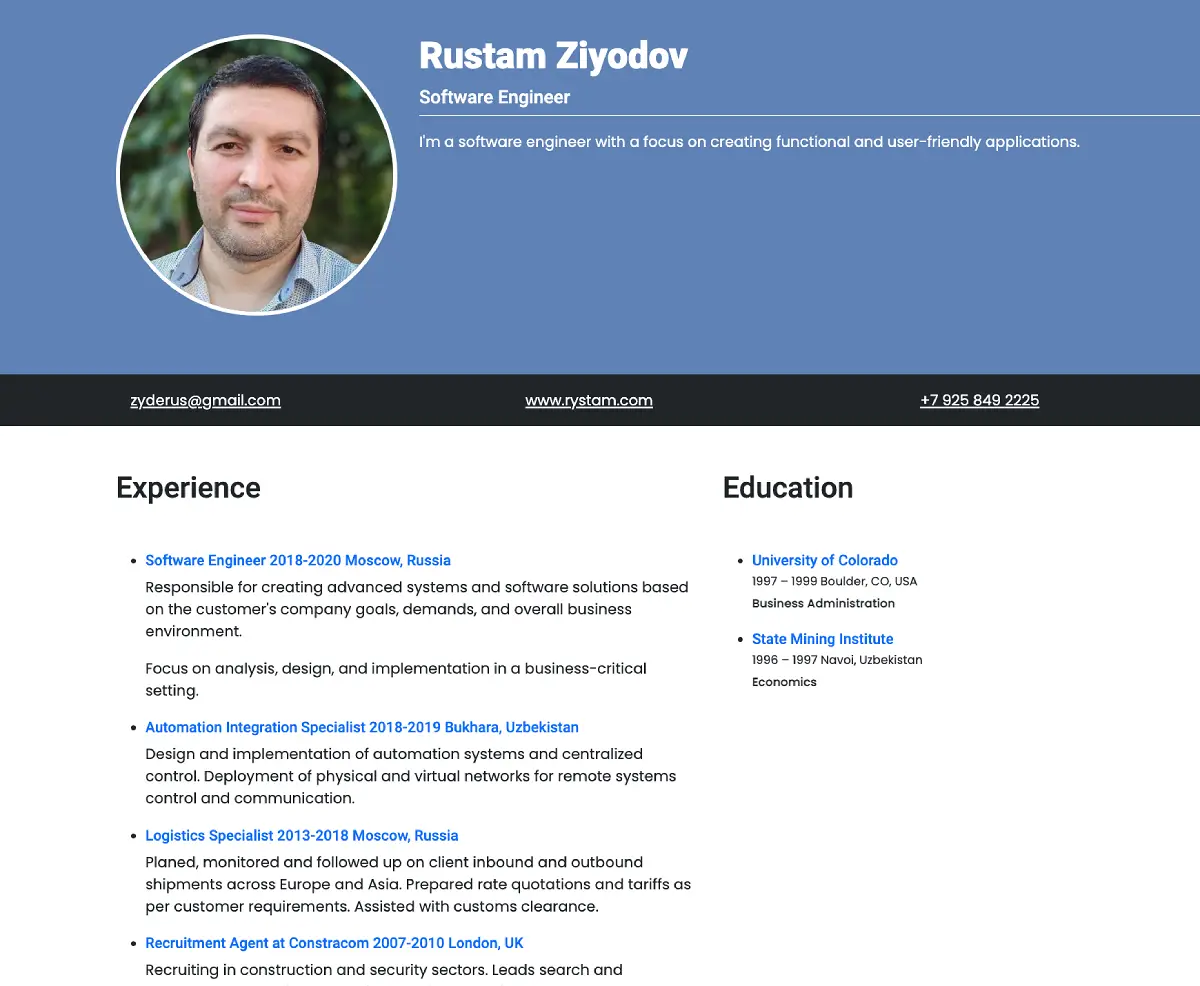 Rustam Ziyodov
Software Engineer
I'm a software engineer with a focus on creating functional and user-friendly applications.
zyderus@gmail.com
www.rystam.com
+7 925 849 2225
Experience
Software Engineer 2018-2020 Moscow, Russia
Responsible for creating advanced systems and software solutions based
on the customer's company goals, demands, and overall business
environment.
Focus on analysis, design, and implementation in a business-critical
setting.
Automation Integration Specialist 2018-2019 Bukhara, Uzbekistan
Design and implementation of automation systems and centralized
control. Deployment of physical and virtual networks for remote systems
control and communication.
Logistics Specialist 2013-2018 Moscow, Russia
Planed, monitored and followed up on client inbound and outbound
shipments across Europe and Asia. Prepared rate quotations and tariffs as
per customer requirements. Assisted with customs clearance.
Recruitment Agent at Constracom 2007-2010 London, UK
Recruiting in construction and security sectors. Leads search and
Education
University of Colorado
1997 – 1999 Boulder, CO, USA
Business Administration
State Mining Institute
1996 – 1997 Navoi, Uzbekistan
Economics